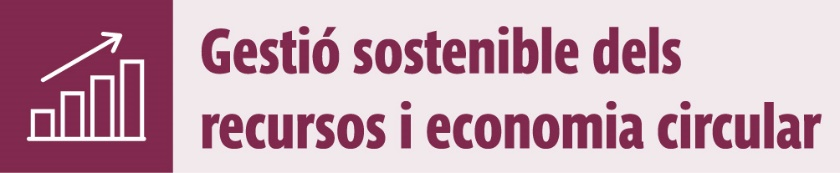 Gestió sostenible dels
recursos i economia circular